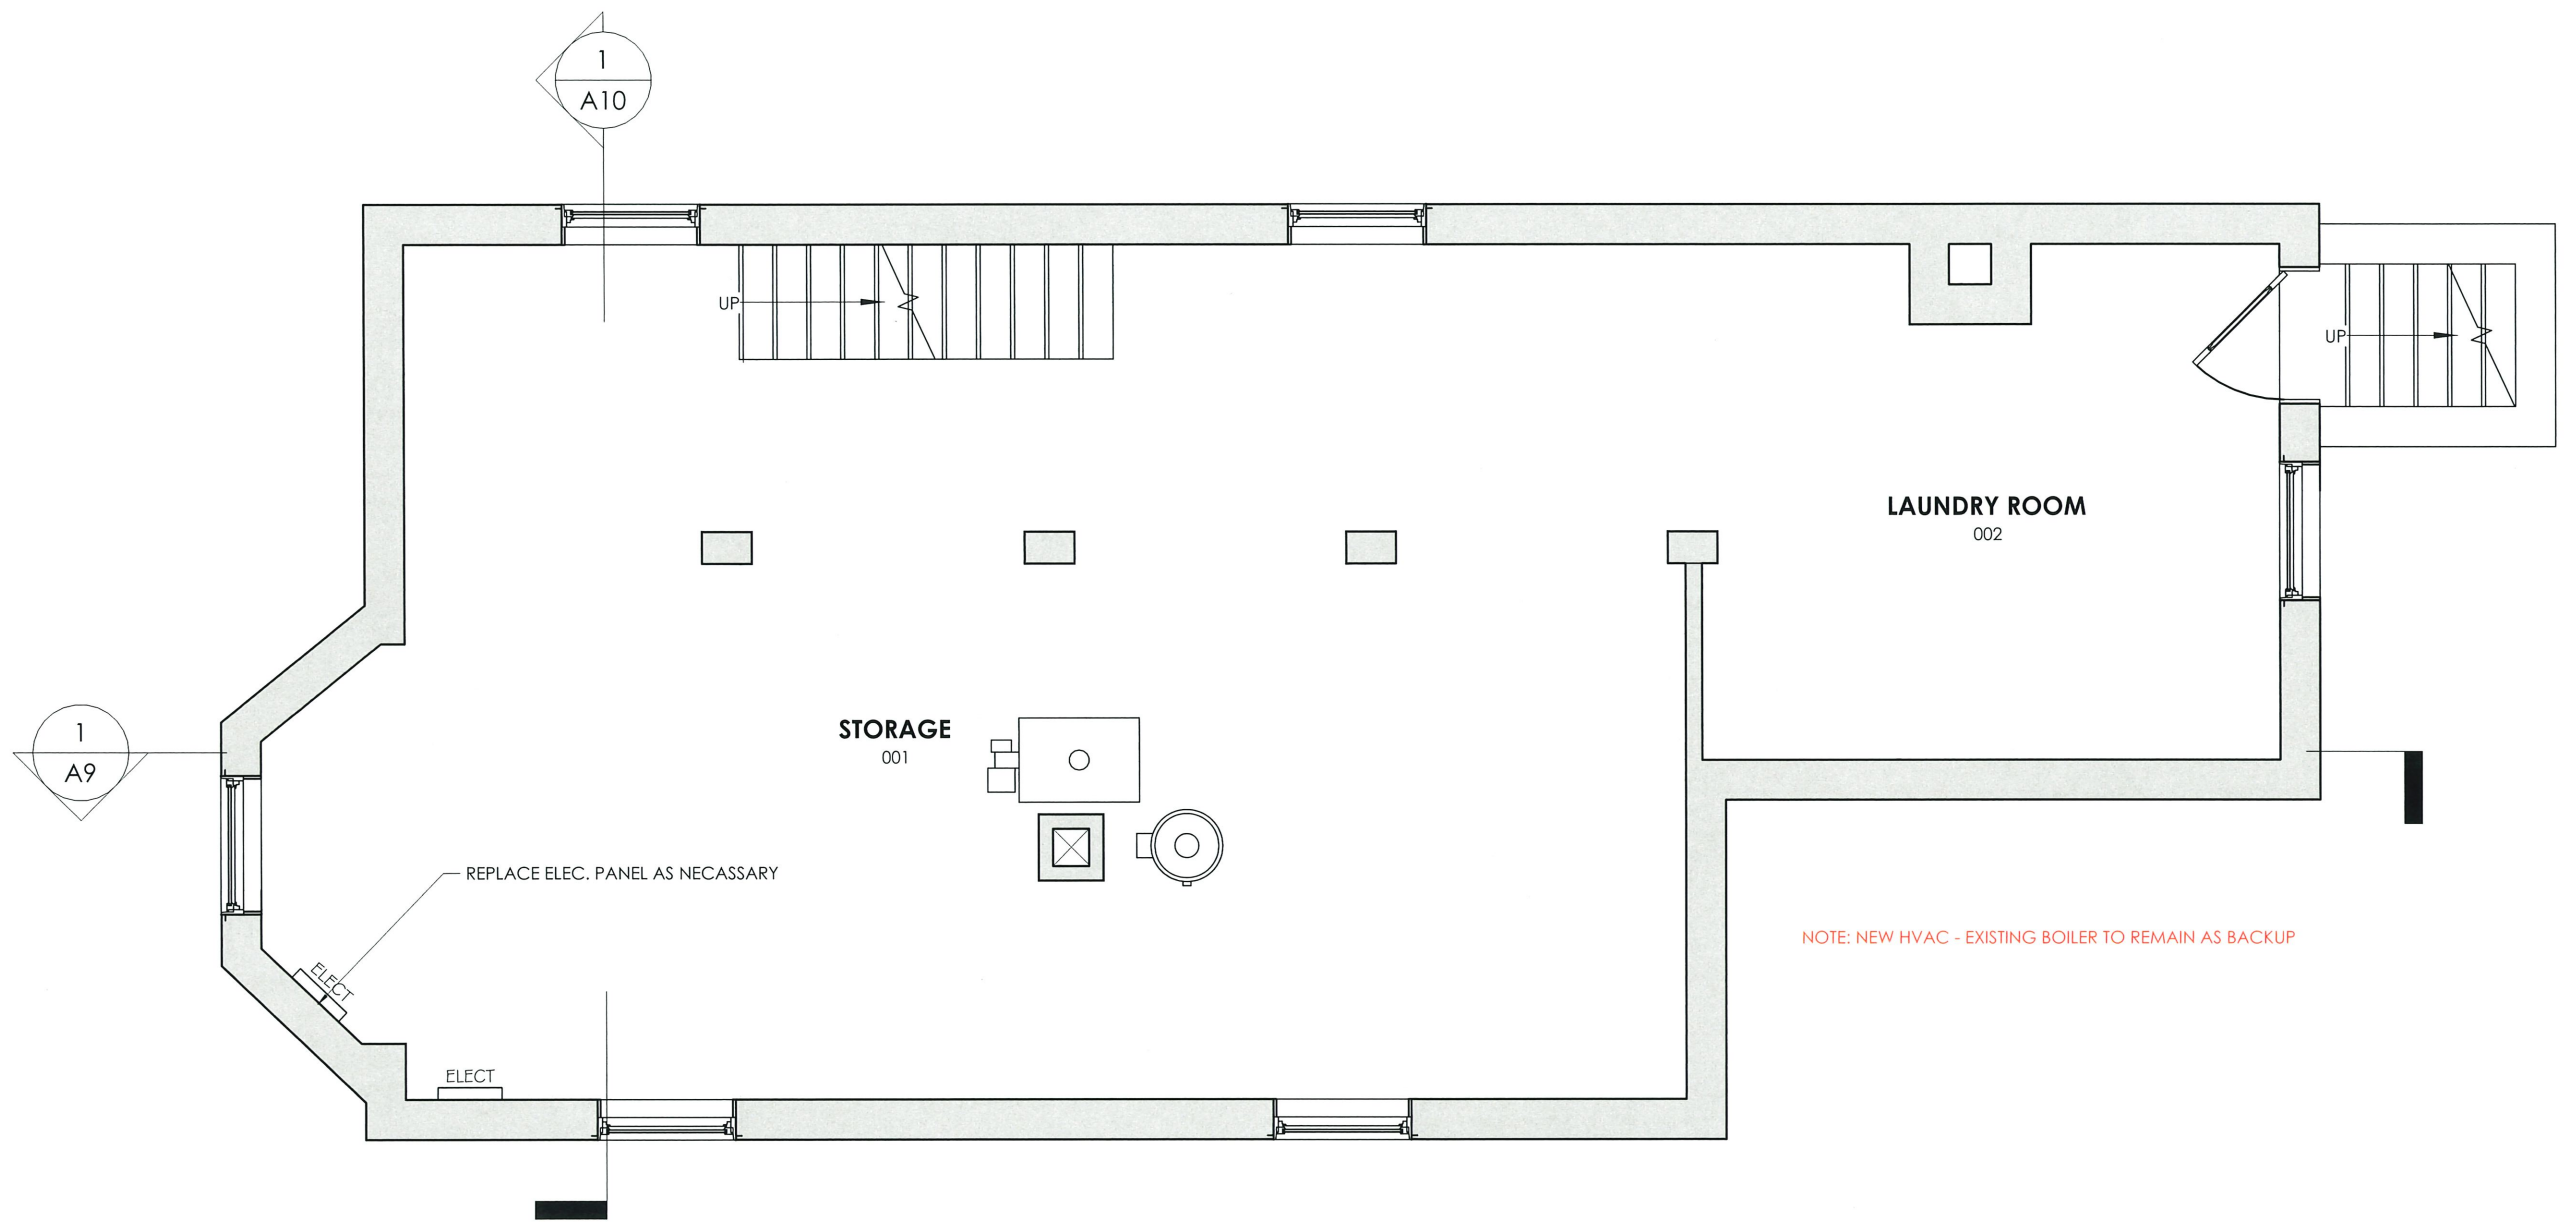 1
A10
UP
UP
LAUNDRY ROOM
002
STORAGE
001
1
A9
REPLACE ELEC. PANEL AS NECASSARY
NOTE: NEW HVAC - EXISTING BOILER TO REMAIN AS BACKUP
ELECT
ELECT